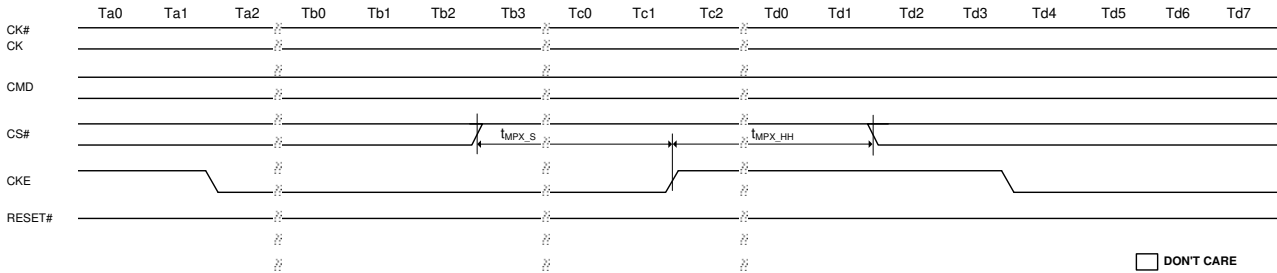 Ta0 Ta1 Ta2 Tb0 Tb1 Tb2 Tb3 Tc0 Tc1 Tc2 Td0 Td1 Td2 Td3 Td4 Td5 Td6 Td7
CK#
CK
CMD
CS#
tMPX_S tMPX_HH
CKE
RESET#
DON'T CARE